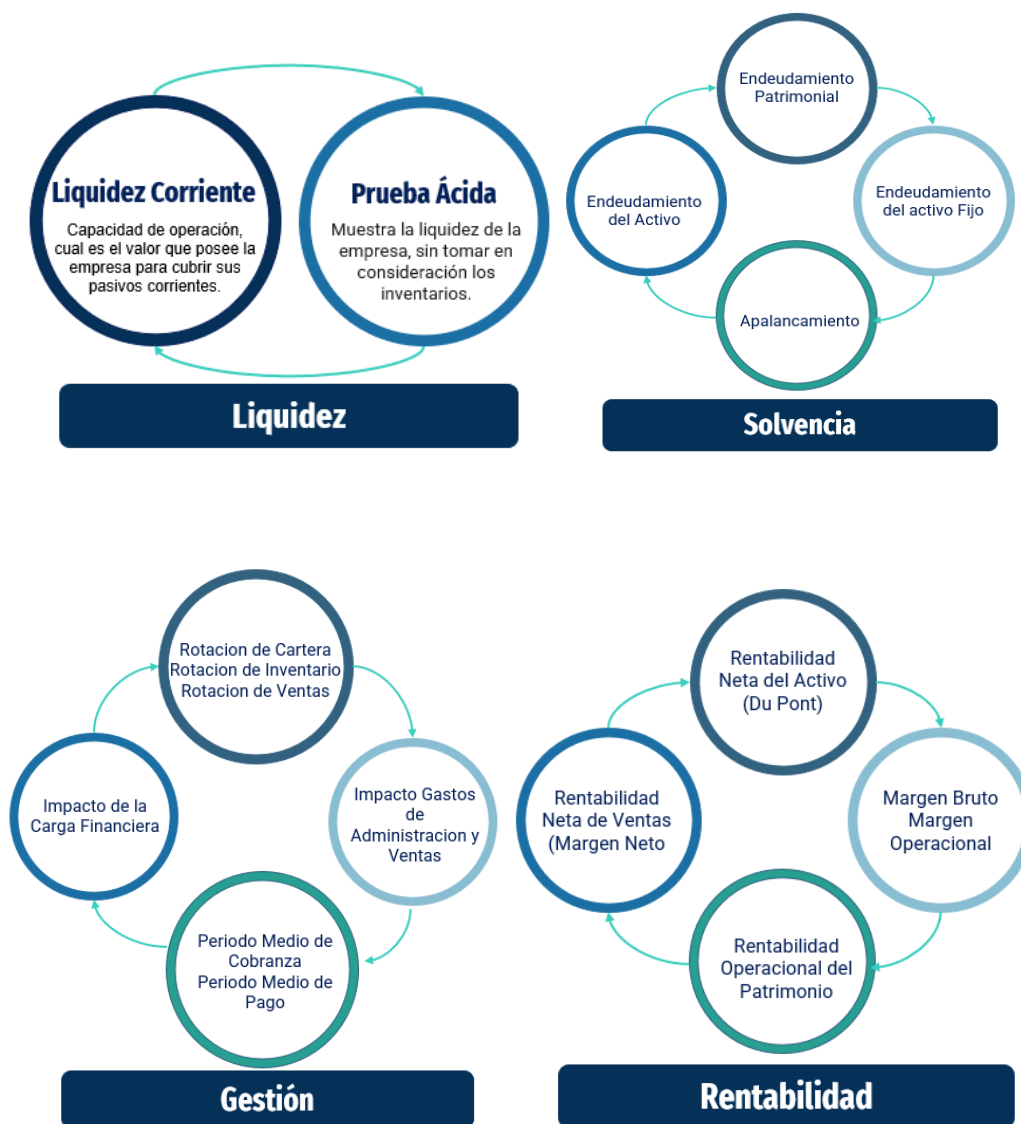 Liquidez Corriente
Capacidad de operación,
cual es el valor que posee la
empresa para cubrir sus
pasivos corrientes.
Prueba Ácida
Muestra la liquidez de la
empresa, sin tomar en
consideración los
inventarios.
Liquidez
Endeudamiento
Patrimonial
Endeudamiento
del Activo
Endeudamiento
del activo Fijo
Apalancamiento
Solvencia
Rotacion de Cartera
Rotacion de Inventario
Rotacion de Ventas
Impacto de la
Carga Financiera
Impacto Gastos
de
Administracion y
Ventas
Periodo Medio de
Cobranza
Periodo Medio de
Pago
Gestión
Rentabilidad
Neta del Activo
(Du Pont)
Rentabilidad
Neta de Ventas
(Margen Neto
Margen Bruto
Margen
Operacional
Rentabilidad
Operacional del
Patrimonio
Rentabilidad